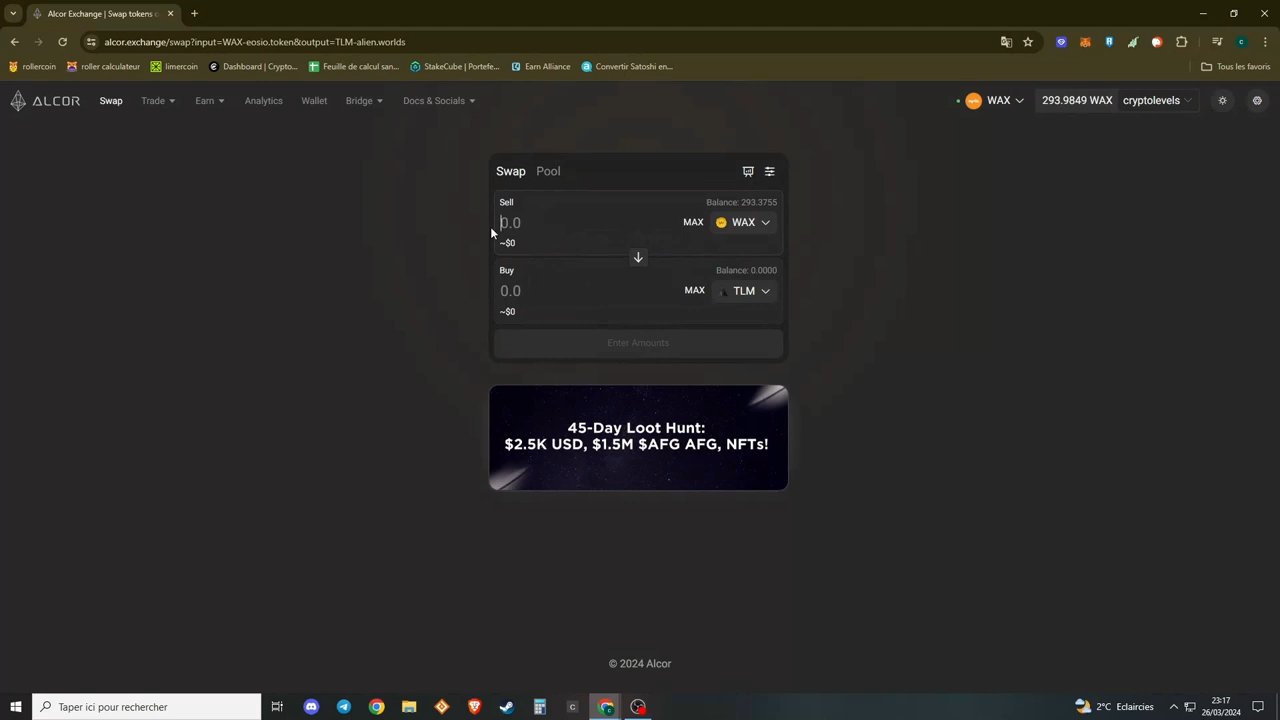 Alcor Exchange | Swap tokens o
alcor.exchange/swap?input=WAX-eosio.token&output=TLM-alien.worlds
rollercoin
roller calculateur
limercoin
Dashboard | Crypto...
Feuille de calcul san...
StakeCube | Portefe...
Earn Alliance
Convertir Satoshi en...
Tous les favoris
ALCOR
Swap
Trade
Earn
Analytics
Wallet
Bridge
Docs & Socials
WAX
293.9849 WAX
cryptolevels
Swap
Pool
Sell
Balance: 293.3755
0.0
MAX
WAX
~$0
Buy
Balance: 0.0000
0.0
MAX
TLM
~$0
Enter Amounts
45-Day Loot Hunt:
$2.5K USD, $1.5M $AFG AFG, NFTs!
© 2024 Alcor
Taper ici pour rechercher
2°C Eclaircies
23:17
26/03/2024